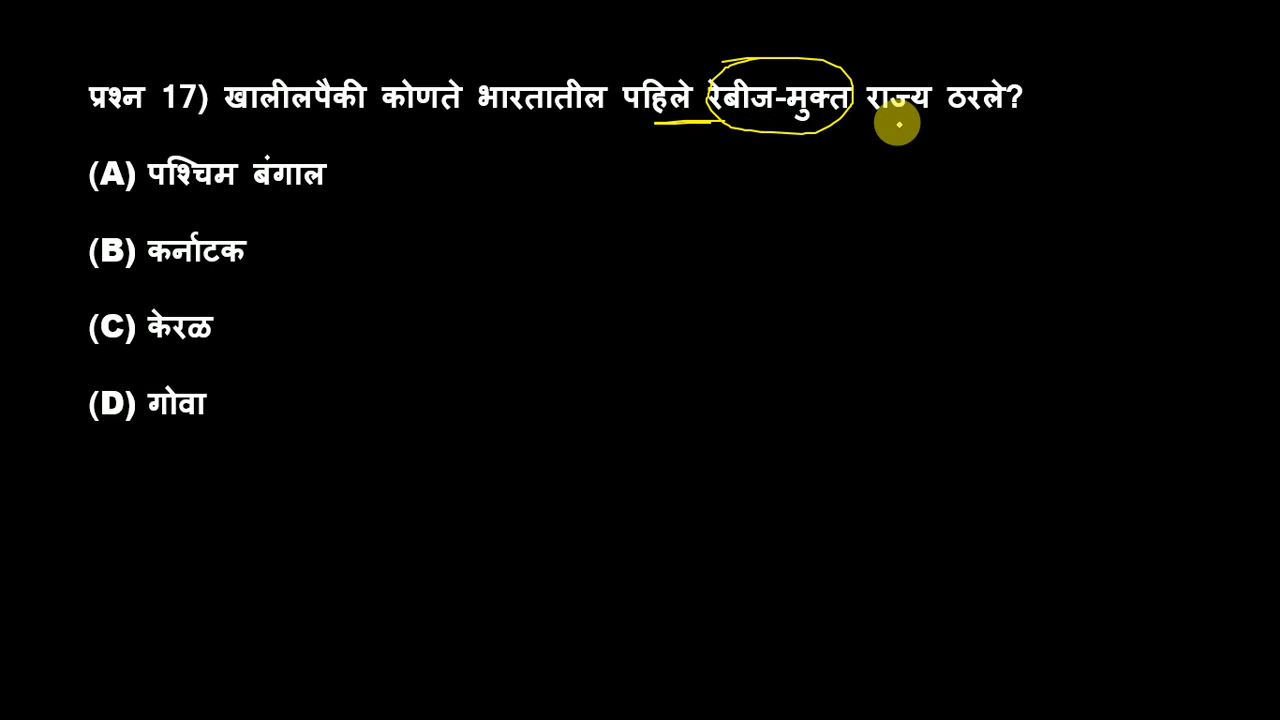 प्रश्न 17) खालीलपैकी कोणते भारतातील पहिले रेबीज-मुक्त राज्य ठरले?
(A) पश्चिम बंगाल
(B) कर्नाटक
(C) केरळ
(D) गोवा